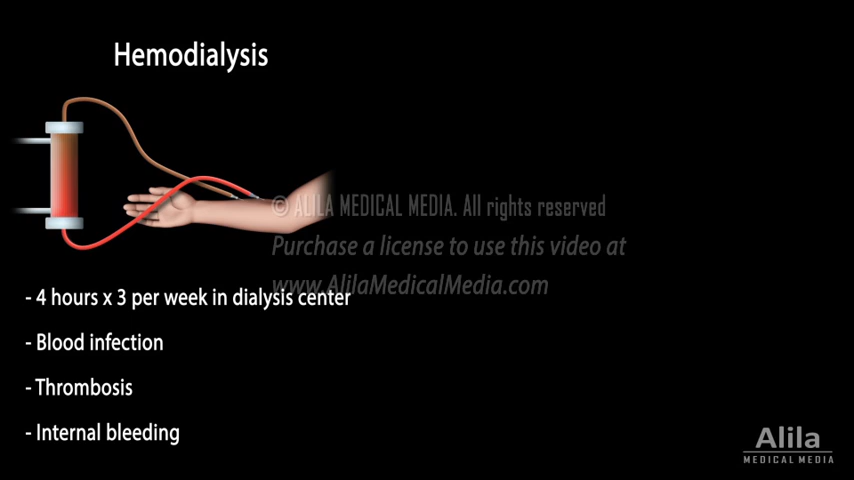 Hemodialysis
© ALILA MEDICAL MEDIA. All rights reserved
Purchase a license to use this video at
www.AlilaMedicalMedia.com
- 4 hours x 3 per week in dialysis center
- Blood infection
- Thrombosis
- Internal bleeding
Alila
MEDICAL MEDIA